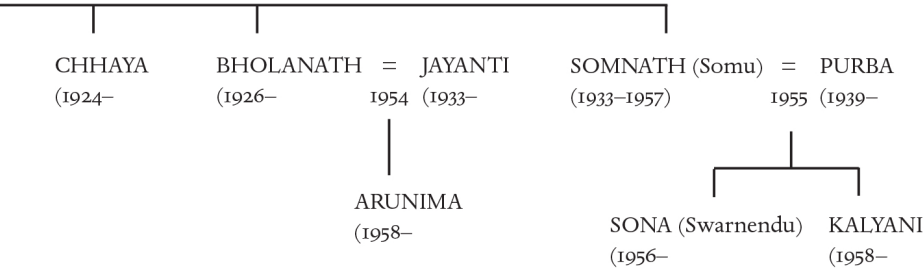 CHHAYA BHOLANATH = JAYANTI SOMNATH (Somu) = PURBA
(1924– (1926– 1954 (1933– (1933–1957) 1955 (1939–
ARUNIMA
(1958–
SONA (Swarnendu) KALYANI
(1956– (1958–